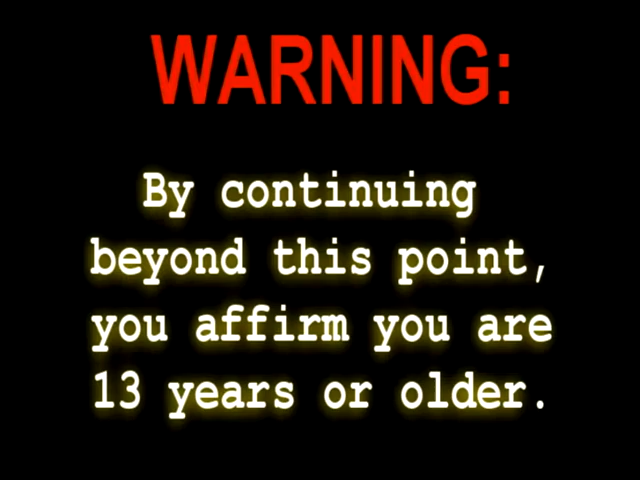 WARNING:
By continuing
beyond this point,
you affirm you are
13 years or older.